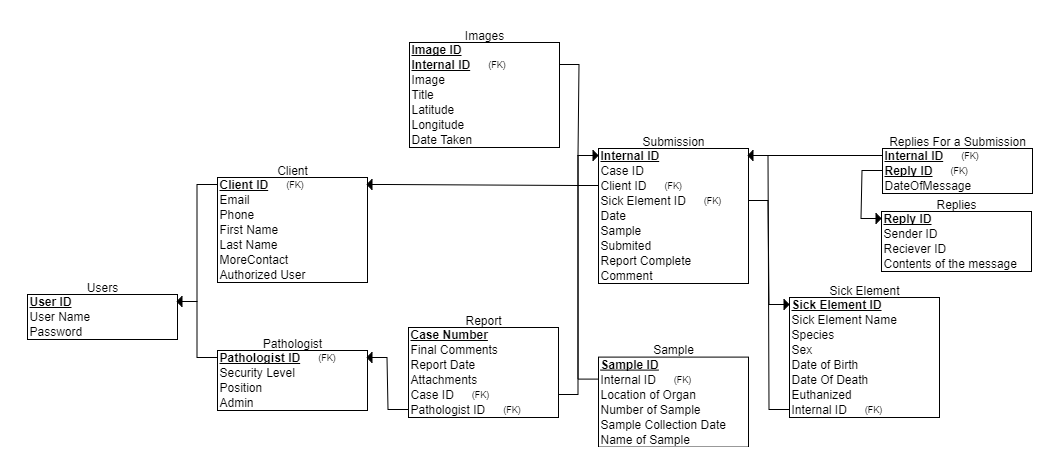 Images
Image ID
Internal ID (FK)
Image
Title
Latitude
Longitude
Date Taken
Submission
Internal ID
Case ID
Client ID (FK)
Sick Element ID (FK)
Date
Sample
Submited
Report Complete
Comment
Replies For a Submission
Internal ID (FK)
Reply ID (FK)
DateOfMessage
Replies
Reply ID
Sender ID
Reciever ID
Contents of the message
Client
Client ID (FK)
Email
Phone
First Name
Last Name
MoreContact
Authorized User
Users
User ID
User Name
Password
Pathologist
Pathologist ID (FK)
Security Level
Position
Admin
Report
Case Number
Final Comments
Report Date
Attachments
Case ID (FK)
Pathologist ID (FK)
Sample
Sample ID
Internal ID (FK)
Location of Organ
Number of Sample
Sample Collection Date
Name of Sample
Sick Element
Sick Element ID
Sick Element Name
Species
Sex
Date of Birth
Date Of Death
Euthanized
Internal ID (FK)